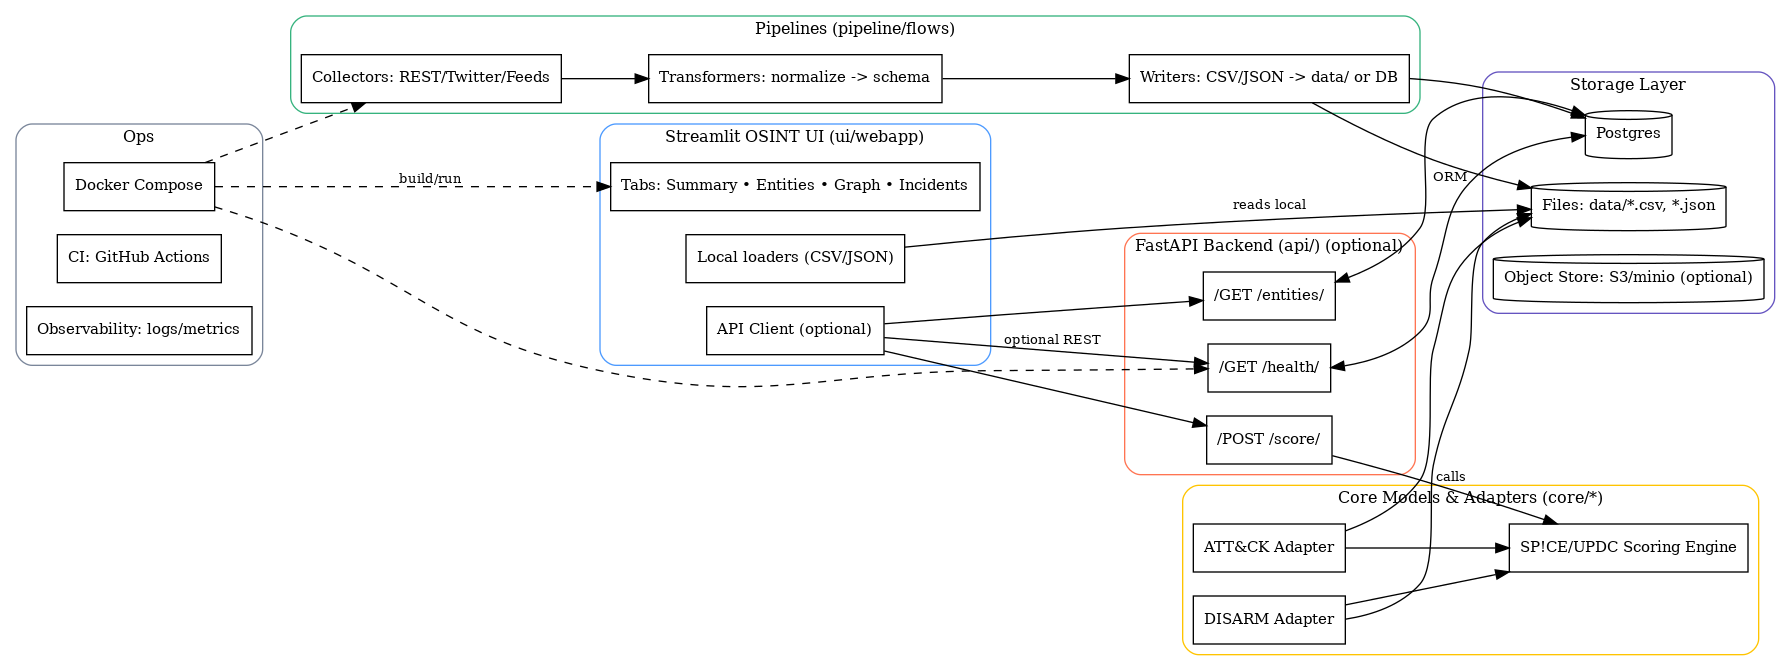 Pipelines (pipeline/flows)
Collectors: REST/Twitter/Feeds
Transformers: normalize -> schema
Writers: CSV/JSON -> data/ or DB
Storage Layer
Postgres
Files: data/*.csv, *.json
Object Store: S3/minio (optional)
Ops
Docker Compose
CI: GitHub Actions
Observability: logs/metrics
build/run
Streamlit OSINT UI (ui/webapp)
Tabs: Summary • Entities • Graph • Incidents
Local loaders (CSV/JSON)
API Client (optional)
reads local
ORM
optional REST
FastAPI Backend (api/) (optional)
/GET /entities/
/GET /health/
/POST /score/
calls
Core Models & Adapters (core/*)
ATT&CK Adapter
SP!CE/UPDC Scoring Engine
DISARM Adapter